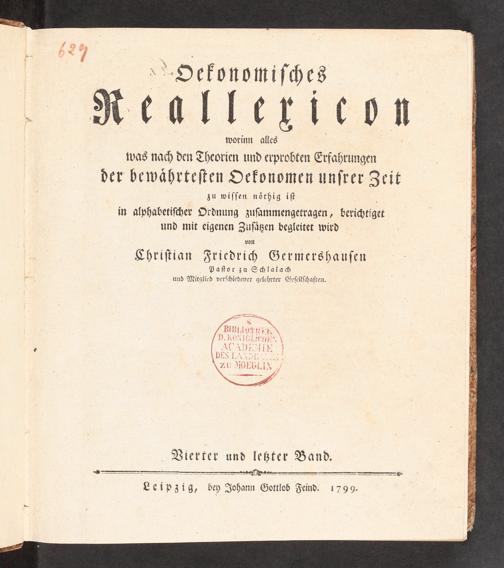 629
Oekonomisches
Reallexicon
worinn alles
was nach den Theorien und erprobten Erfahrungen
der bewährtesten Oekonomen unsrer Zeit
zu wissen nöthig ist
in alphabetischer Ordnung zusammengetragen, berichtiget
und mit eigenen Zusätzen begleitet wird
von
Christian Friedrich Germershausen
Pastor zu Schlalach
und Mitglied verschiedener gelehrter Gesellschaften.
BIBLIOTHEK
D. KÖNIGLICHEN
ACADEMIE
DES LANDB
ZU MOEGLIN
Vierter und letzter Band.
Leipzig, bey Johann Gottlob Feind. 1799.